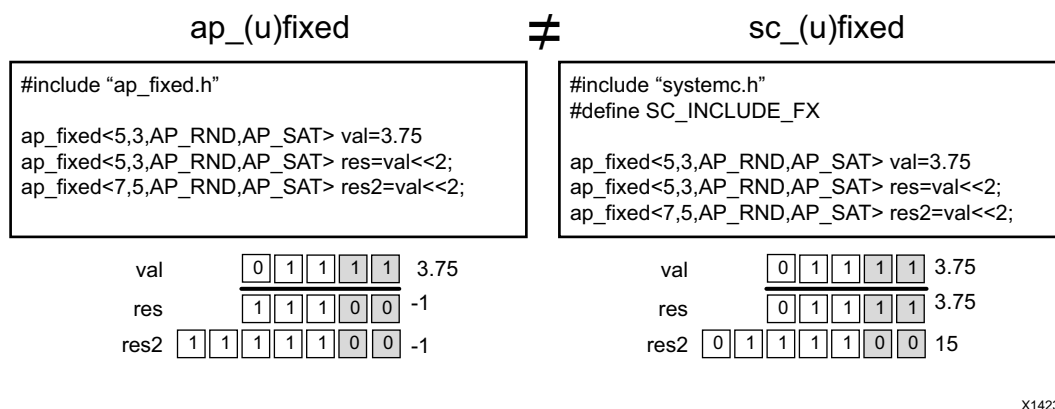 ap_(u)fixed ≠ sc_(u)fixed
#include “ap_fixed.h”
ap_fixed<5,3,AP_RND,AP_SAT> val=3.75
ap_fixed<5,3,AP_RND,AP_SAT> res=val<<2;
ap_fixed<7,5,AP_RND,AP_SAT> res2=val<<2;
#include “systemc.h”
#define SC_INCLUDE_FX
ap_fixed<5,3,AP_RND,AP_SAT> val=3.75
ap_fixed<5,3,AP_RND,AP_SAT> res=val<<2;
ap_fixed<7,5,AP_RND,AP_SAT> res2=val<<2;
val 0 1 1 1 1 3.75
res 1 1 1 0 0 -1
res2 1 1 1 1 1 0 0 -1
val 0 1 1 1 1 3.75
res 0 1 1 1 1 3.75
res2 0 1 1 1 1 0 0 15
X1423